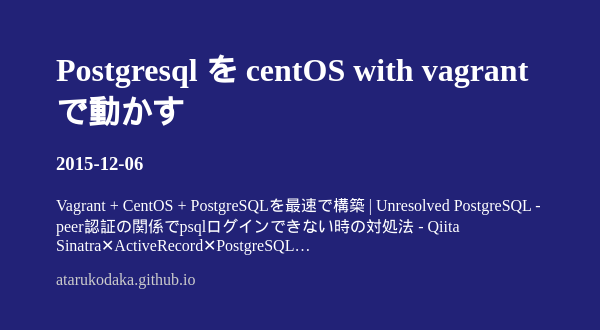 Postgresql を centOS with vagrant
で動かす
2015-12-06
Vagrant + CentOS + PostgreSQLを最速で構築 | Unresolved PostgreSQL -
peer認証の関係でpsqlログインできない時の対処法 - Qiita
Sinatra✕ActiveRecord✕PostgreSQL…
atarukodaka.github.io